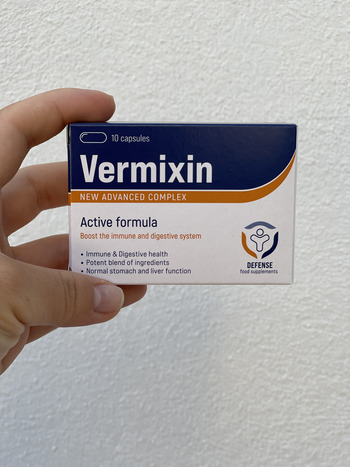 10 capsules
Vermixin
NEW ADVANCED COMPLEX
Active formula
Boost the immune and digestive system
• Immune & Digestive health
• Potent blend of ingredients
• Normal stomach and liver function
DEFENSE
food supplements